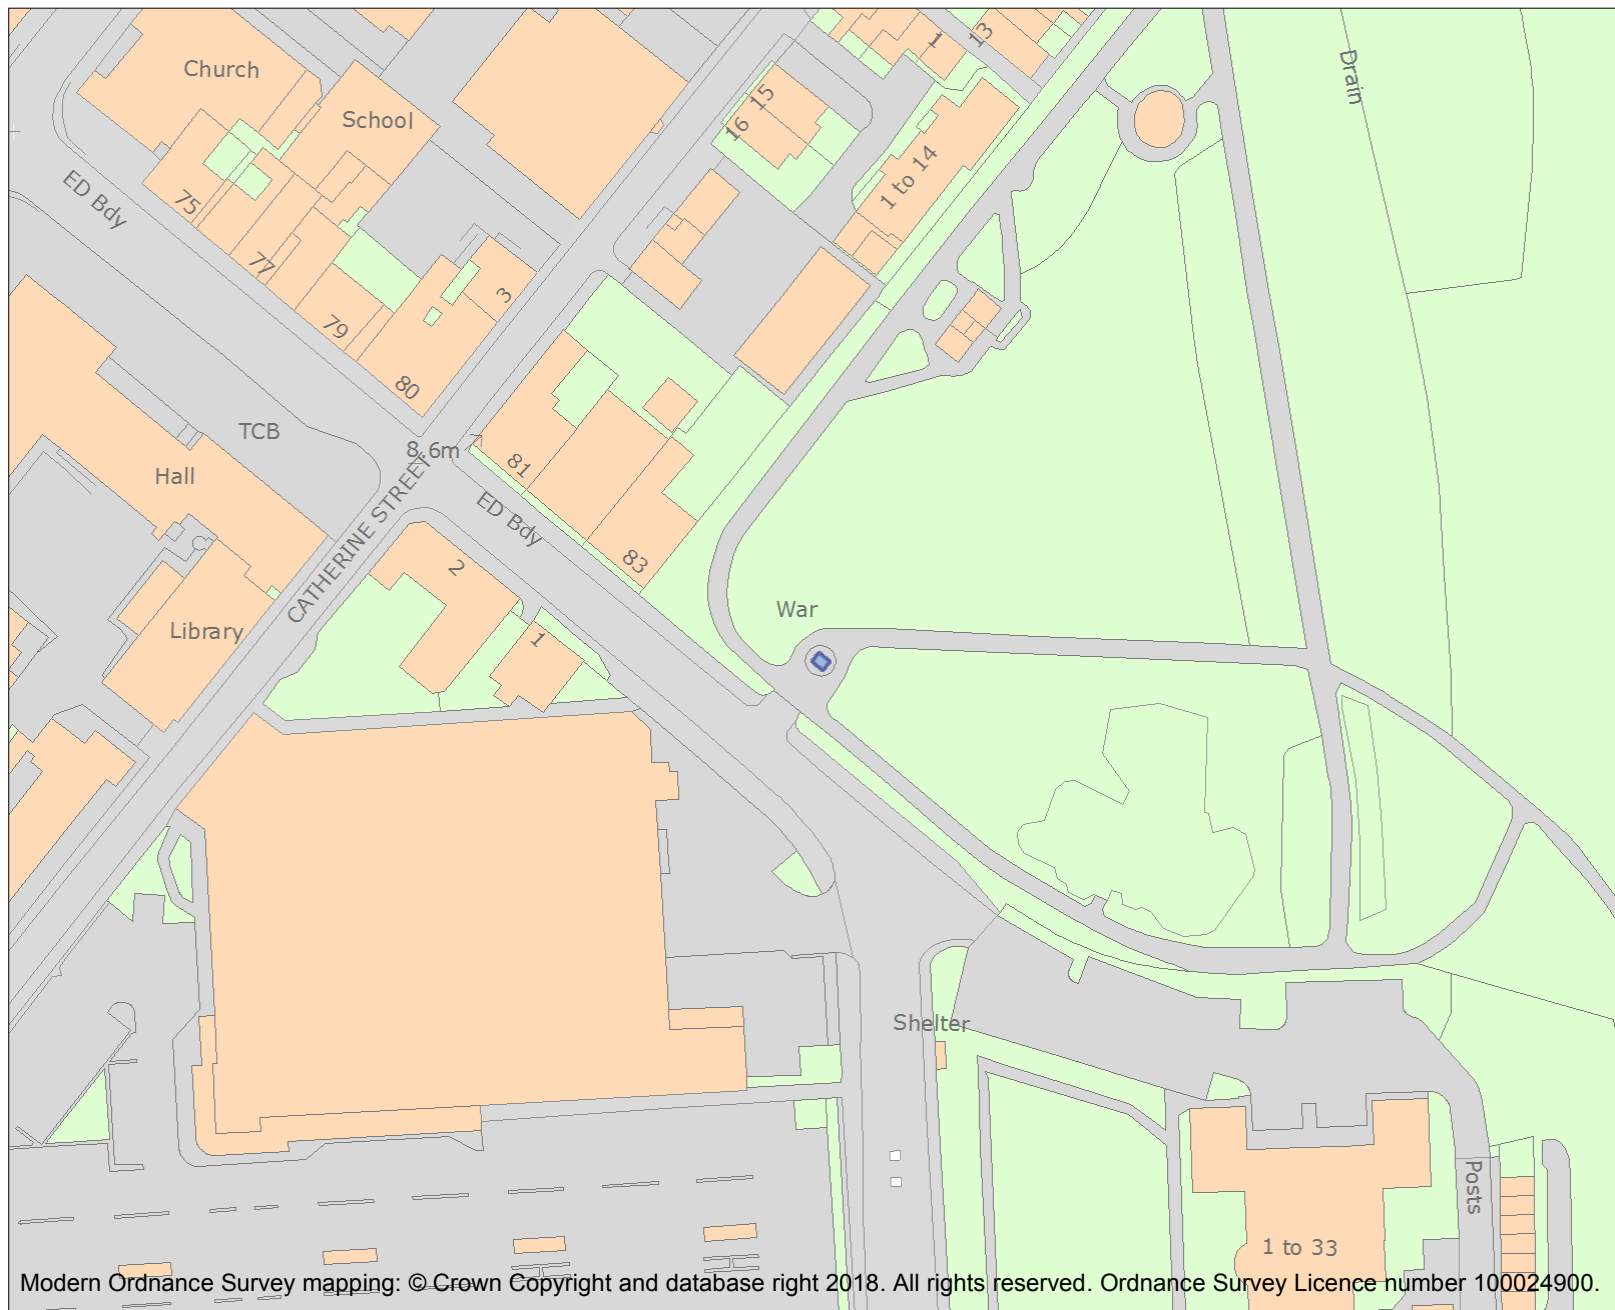 1
13
Drain
Church
15
16
School
1 to 14
ED Bdy
75
77
3
79
80
TCB
8.6m
81
Hall
ED Bdy
CATHERINE STREET
83
2
War
Library
1
Shelter
Posts
1 to 33
Modern Ordnance Survey mapping: © Crown Copyright and database right 2018. All rights reserved. Ordnance Survey Licence number 100024900.